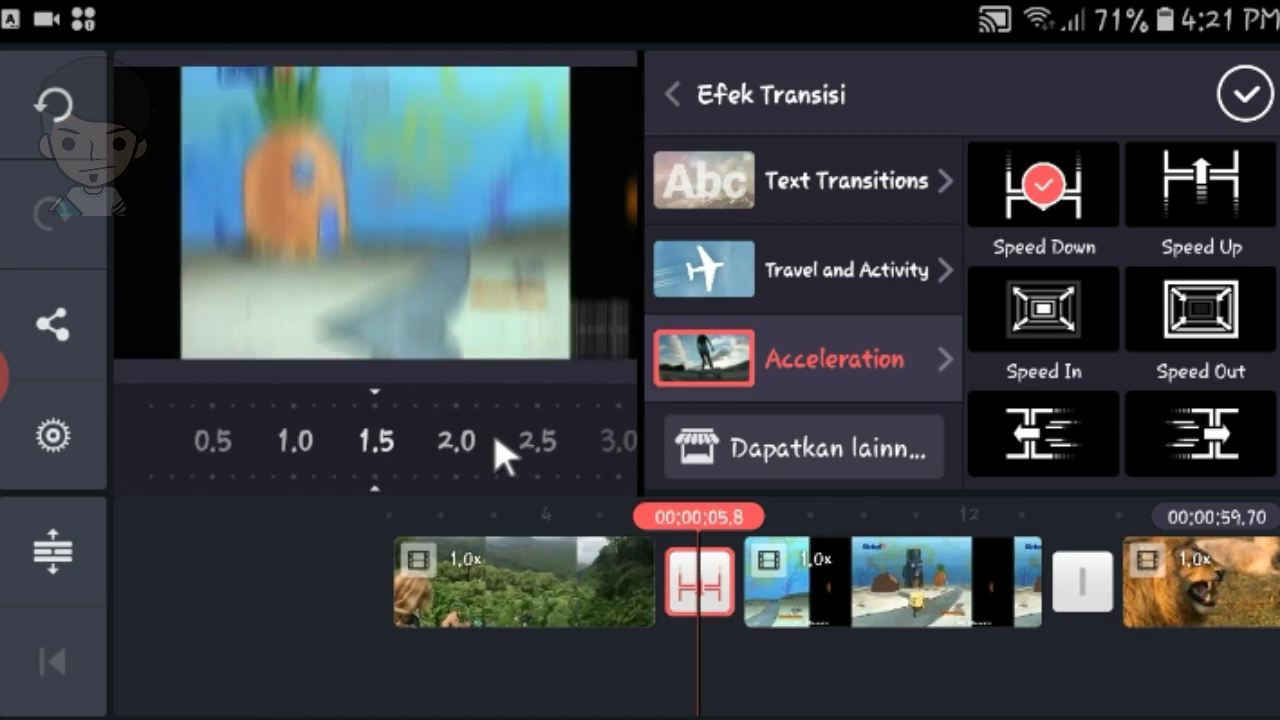 A
71% 4:21 PM
Efek Transisi
Abc Text Transitions
Travel and Activity
Acceleration
Dapatkan lainn...
Speed Down Speed Up
Speed In Speed Out
0.5 1.0 1.5 2.0 2.5 3.0
4 00:00:05.8 12 00:00:59.70
1.0x 1.0x 1.0x